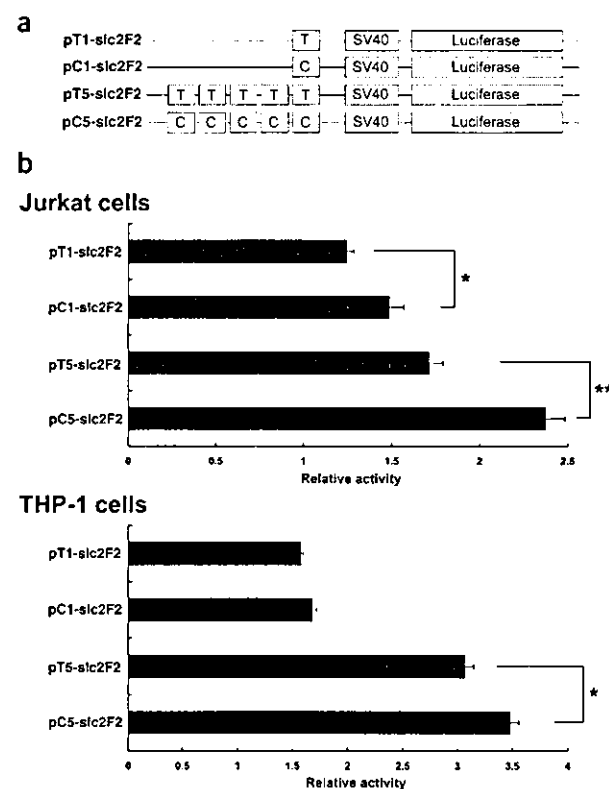 a
pT1-slc2F2 T SV40 Luciferase
pC1-slc2F2 C SV40 Luciferase
pT5-slc2F2 T T T T T SV40 Luciferase
pC5-slc2F2 C C C C C SV40 Luciferase
b
Jurkat cells
pT1-slc2F2
*
pC1-slc2F2
pT5-slc2F2
**
pC5-slc2F2
0 0.5 1 1.5 2 2.5
Relative activity
THP-1 cells
pT1-slc2F2
pC1-slc2F2
pT5-slc2F2
*
pC5-slc2F2
0 0.5 1 1.5 2 2.5 3 3.5 4
Relative activity